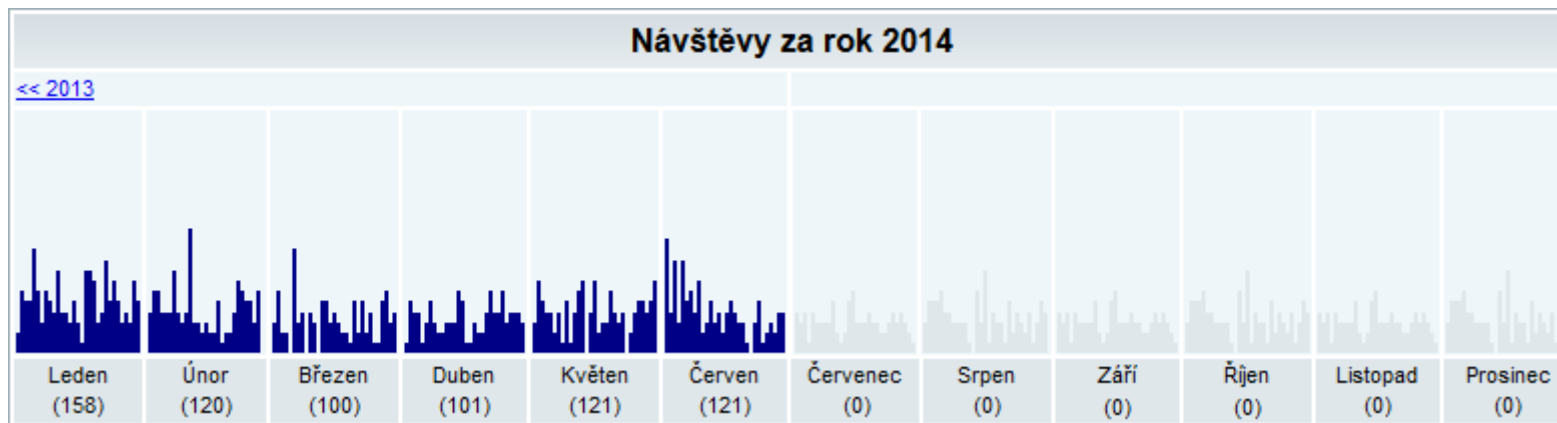 Návštěvy za rok 2014
<< 2013
Leden Únor Březen Duben Květen Červen Červenec Srpen Září Říjen Listopad Prosinec
(158) (120) (100) (101) (121) (121) (0) (0) (0) (0) (0) (0)